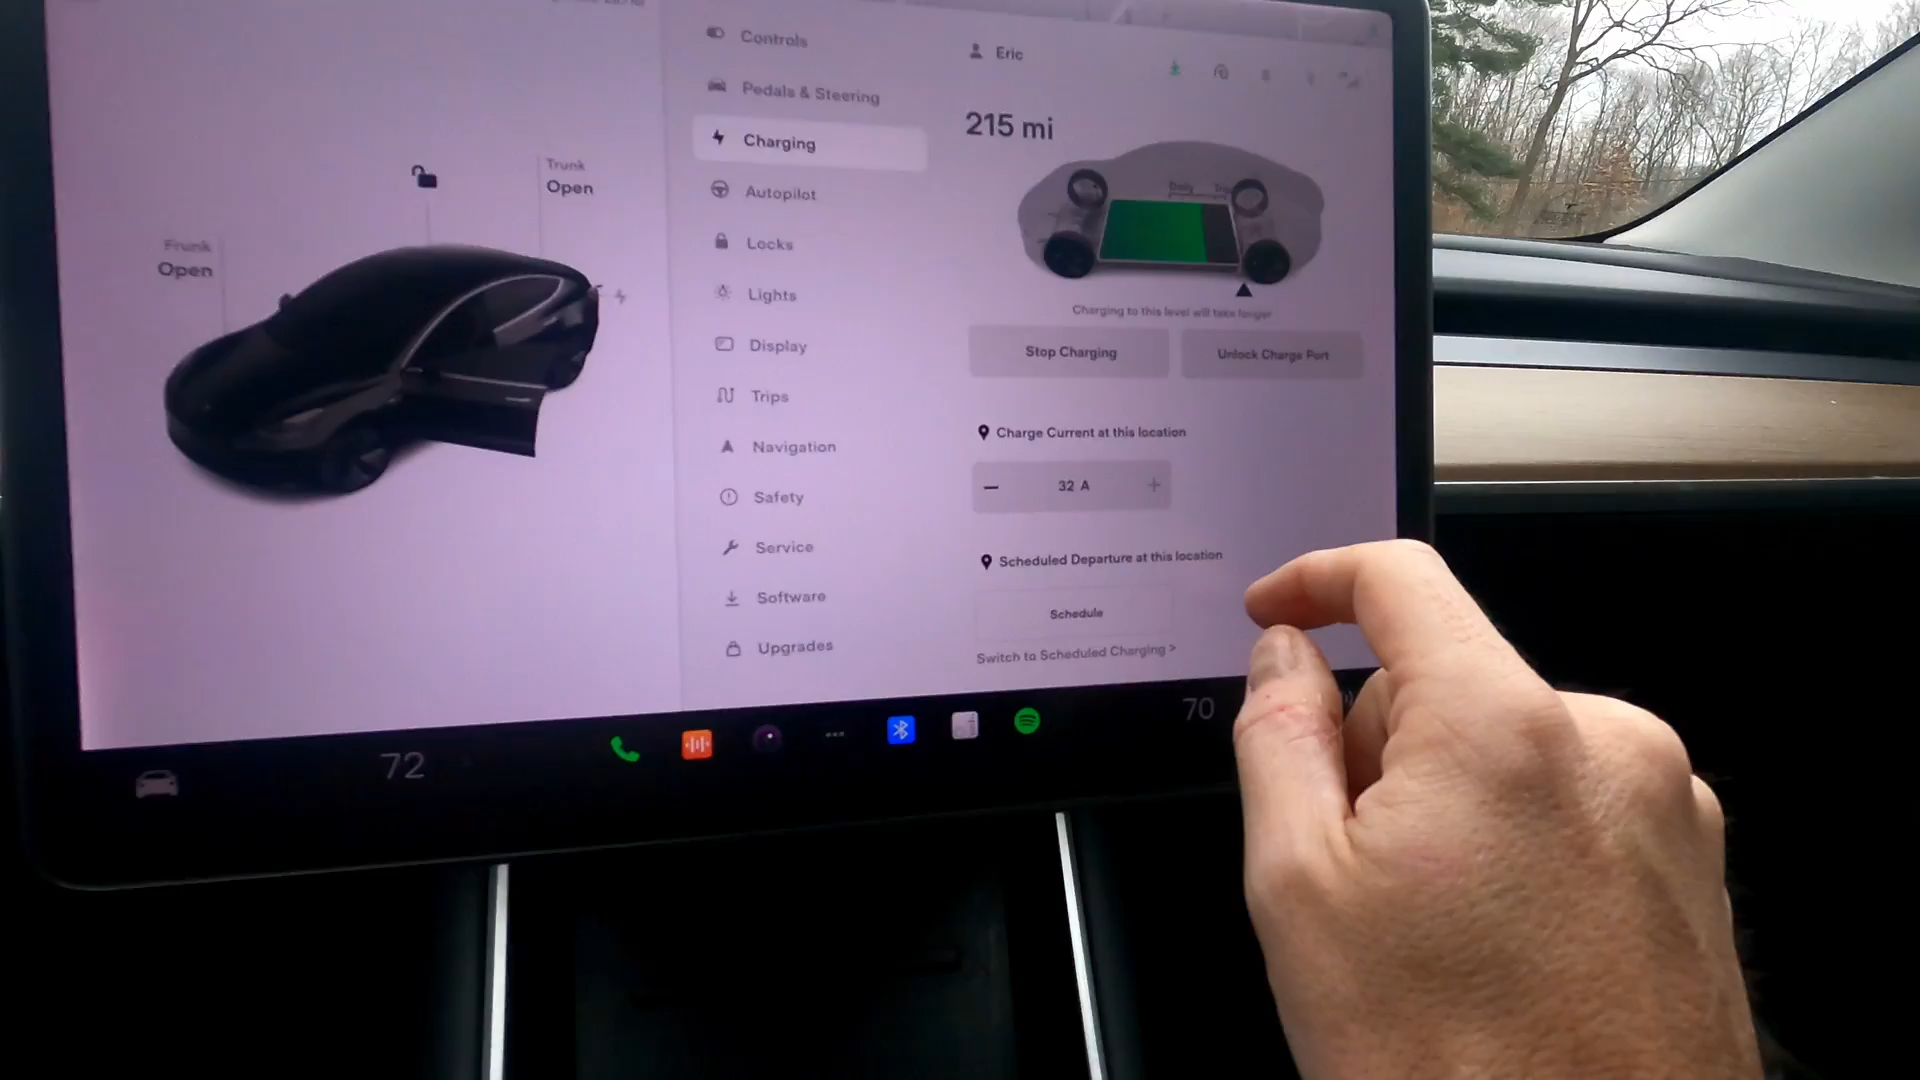 Controls
Pedals & Steering
Charging
Autopilot
Locks
Lights
Display
Trips
Navigation
Safety
Service
Software
Upgrades
Trunk
Open
Frunk
Open
Eric
215 mi
Daily
Charging to this level will take longer
Stop Charging
Unlock Charge Port
Charge Current at this location
− 32 A +
Scheduled Departure at this location
Schedule
Switch to Scheduled Charging >
72
70